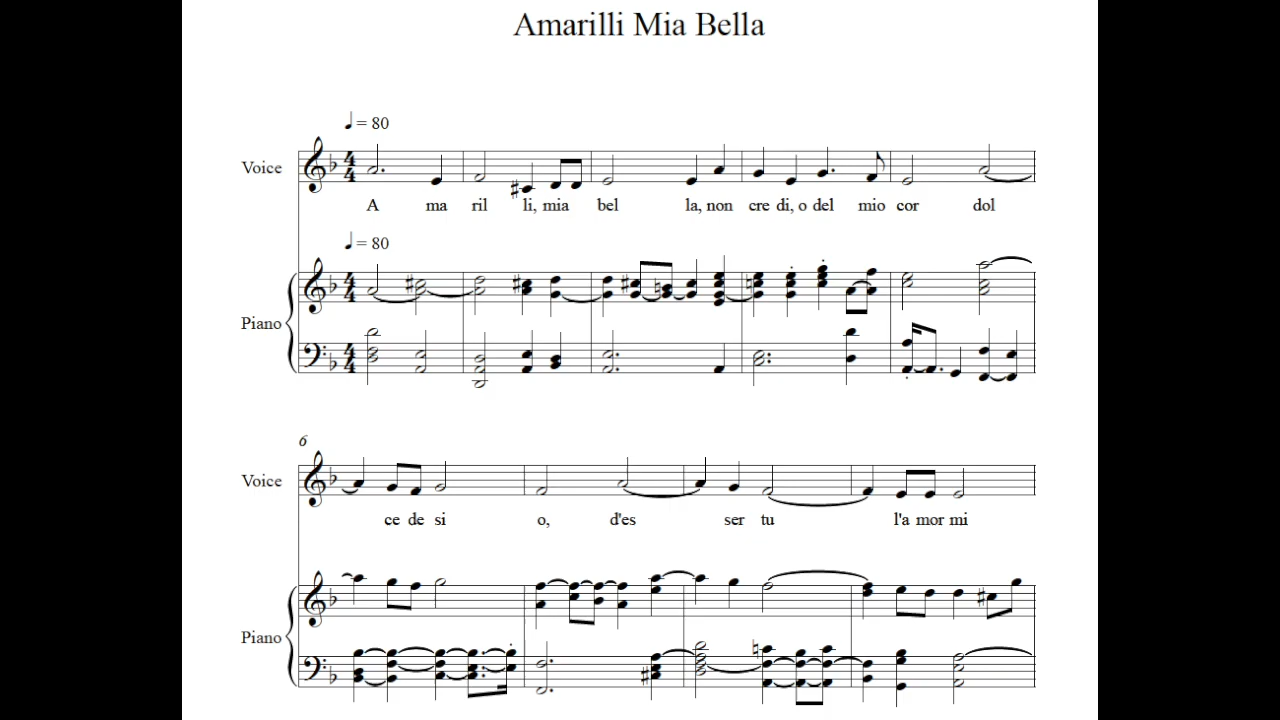 Amarilli Mia Bella
♩ = 80
Voice
A ma ril li, mia bel la, non cre di, o del mio cor dol
♩ = 80
Piano
6
Voice
ce de si o, d'es ser tu l'a mor mi
Piano